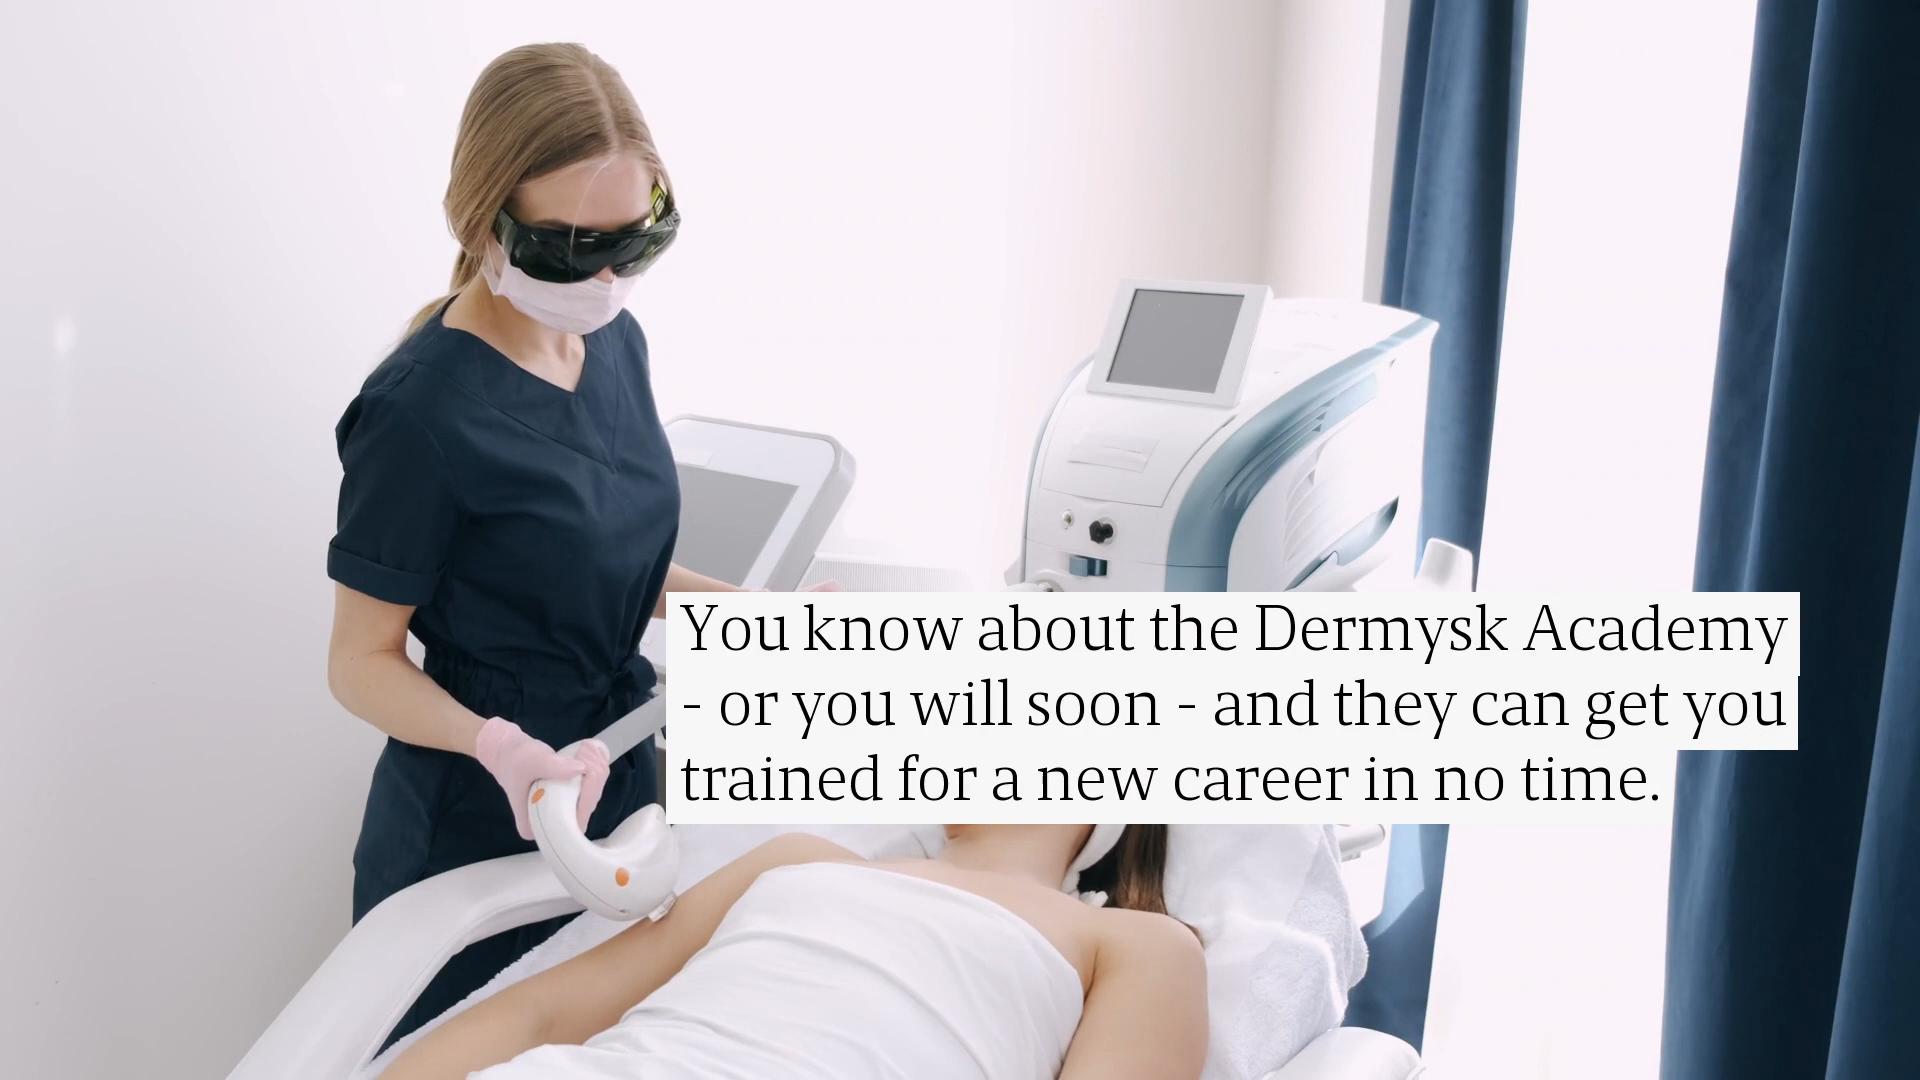 You know about the Dermysk Academy
- or you will soon - and they can get you
trained for a new career in no time.